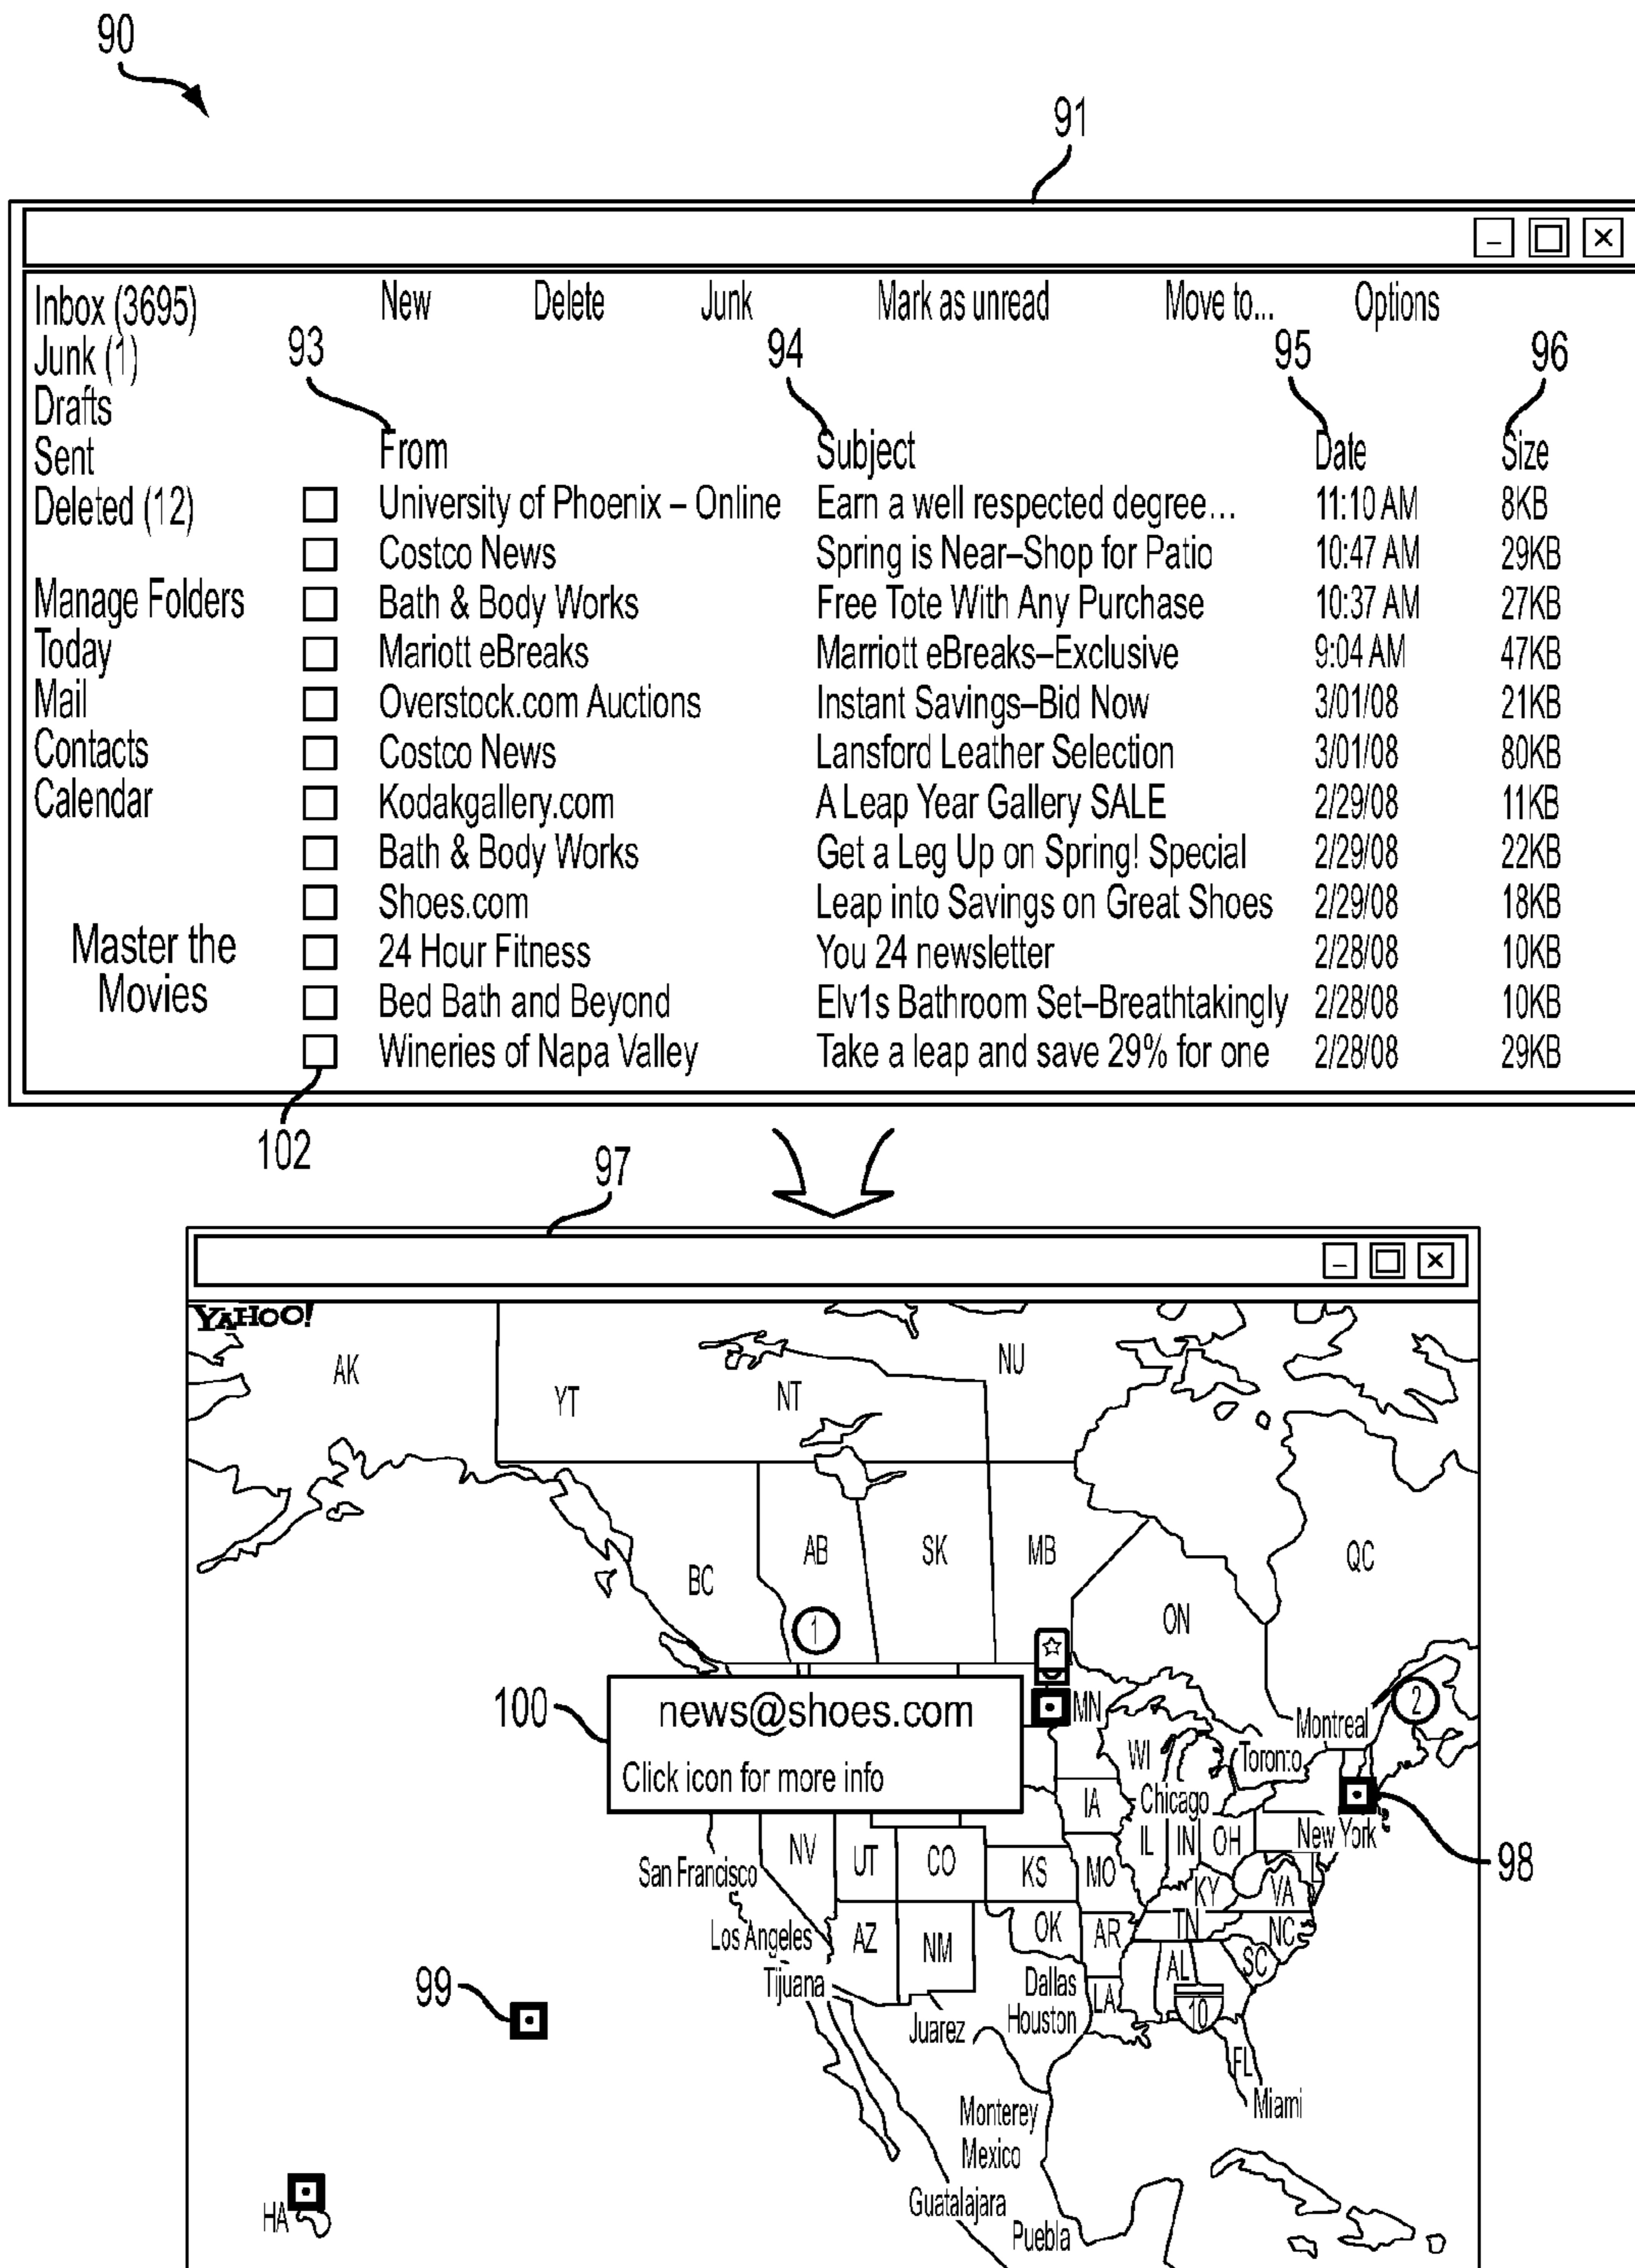 90
91
Inbox (3695) New Delete Junk Mark as unread Move to... Options
Junk (1) 93 94 95 96
Drafts
Sent From Subject Date Size
Deleted (12) University of Phoenix – Online Earn a well respected degree... 11:10 AM 8KB
Costco News Spring is Near–Shop for Patio 10:47 AM 29KB
Manage Folders Bath & Body Works Free Tote With Any Purchase 10:37 AM 27KB
Today Mariott eBreaks Marriott eBreaks–Exclusive 9:04 AM 47KB
Mail Overstock.com Auctions Instant Savings–Bid Now 3/01/08 21KB
Contacts Costco News Lansford Leather Selection 3/01/08 80KB
Calendar Kodakgallery.com A Leap Year Gallery SALE 2/29/08 11KB
Bath & Body Works Get a Leg Up on Spring! Special 2/29/08 22KB
Shoes.com Leap into Savings on Great Shoes 2/29/08 18KB
Master the 24 Hour Fitness You 24 newsletter 2/28/08 10KB
Movies Bed Bath and Beyond Elv1s Bathroom Set–Breathtakingly 2/28/08 10KB
Wineries of Napa Valley Take a leap and save 29% for one 2/28/08 29KB
102
97
YAHOO!
AK YT NT NU
BC AB SK MB ON QC
1
100 news@shoes.com MN Montreal 2
Click icon for more info WI Toronto
IA Chicago
San Francisco NV UT CO KS MO IL IN OH New York 98
KY VA
Los Angeles AZ NM OK AR TN NC
99 Tijuana Dallas AL SC
Juarez Houston LA 10
FL
Monterey Miami
Mexico
HA Guatalajara
Puebla